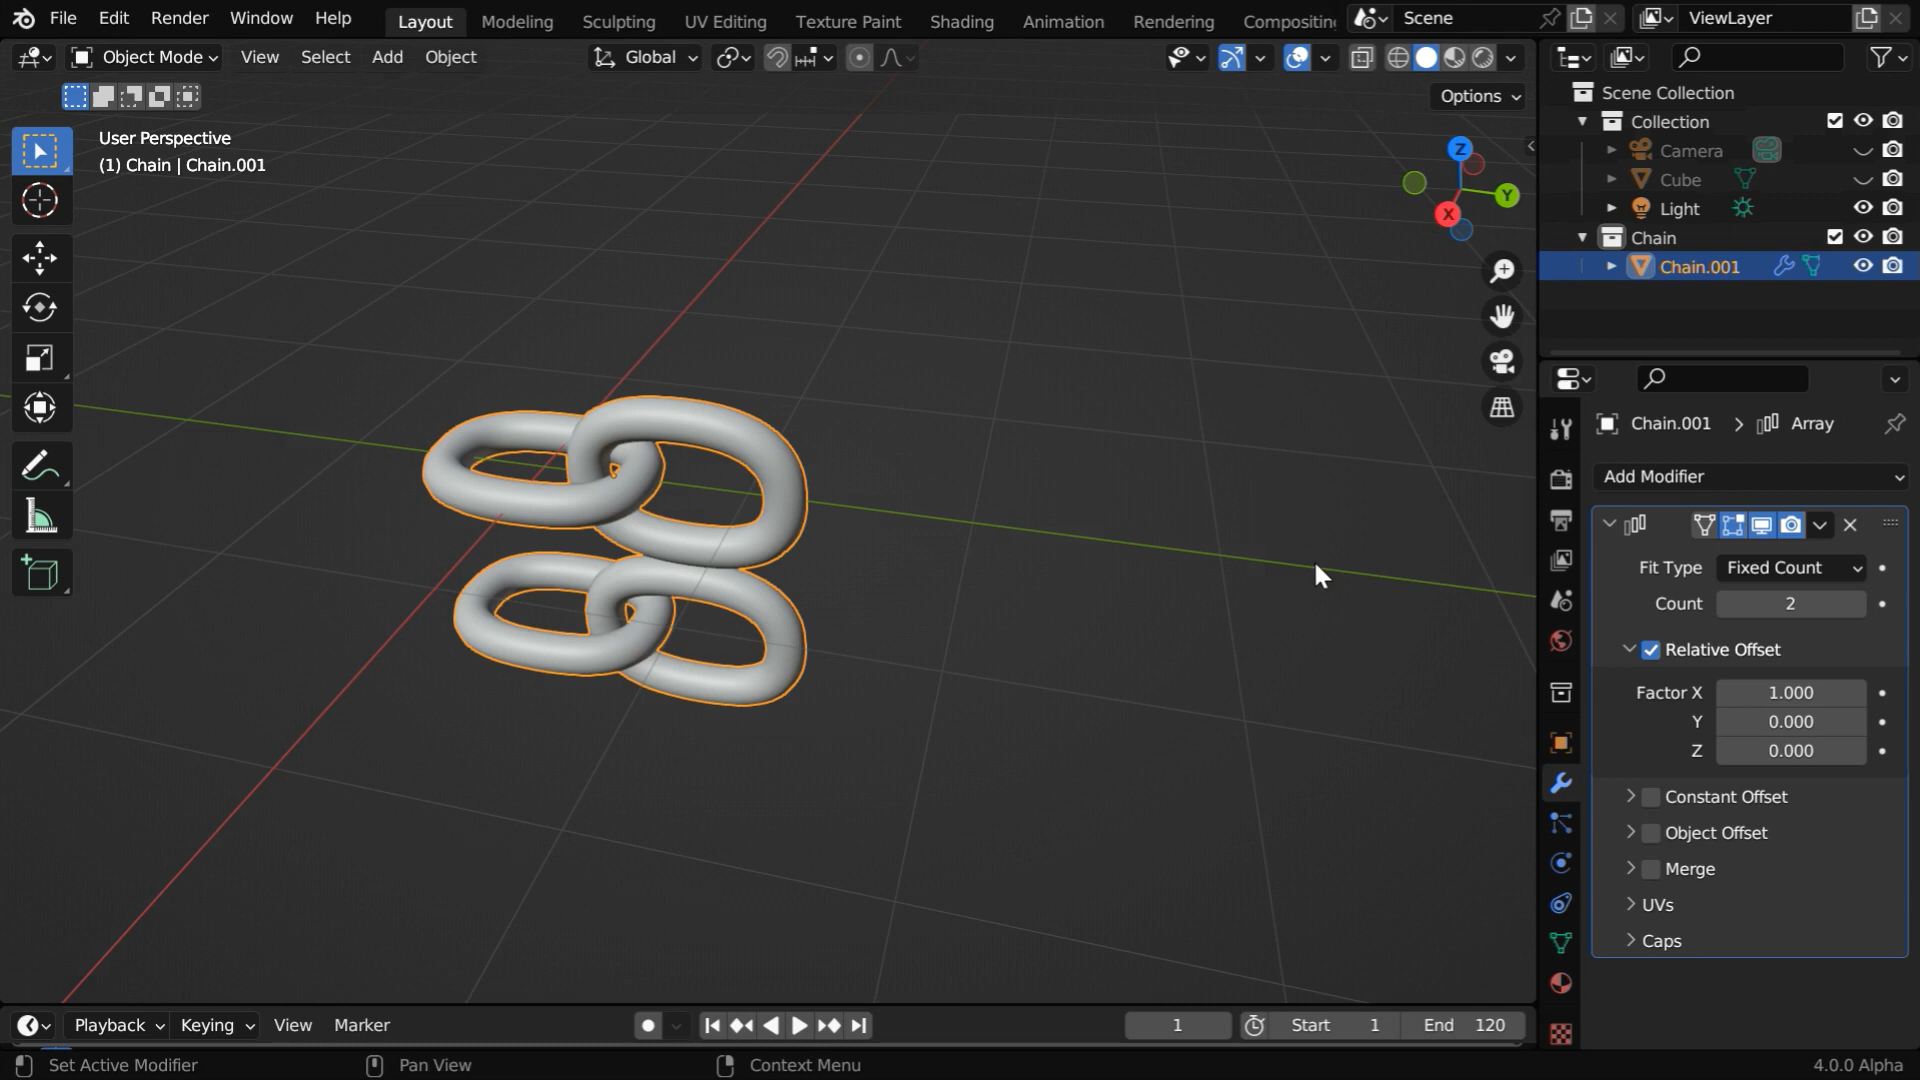 File Edit Render Window Help Layout Modeling Sculpting UV Editing Texture Paint Shading Animation Rendering Compositing Scene ViewLayer
Object Mode View Select Add Object Global
Options
User Perspective
(1) Chain | Chain.001
Z
Y
X
Scene Collection
Collection
Camera
Cube
Light
Chain
Chain.001
Chain.001 > Array
Add Modifier
Fit Type Fixed Count
Count 2
Relative Offset
Factor X 1.000
Y 0.000
Z 0.000
Constant Offset
Object Offset
Merge
UVs
Caps
Playback Keying View Marker 1 Start 1 End 120
Set Active Modifier Pan View Context Menu 4.0.0 Alpha